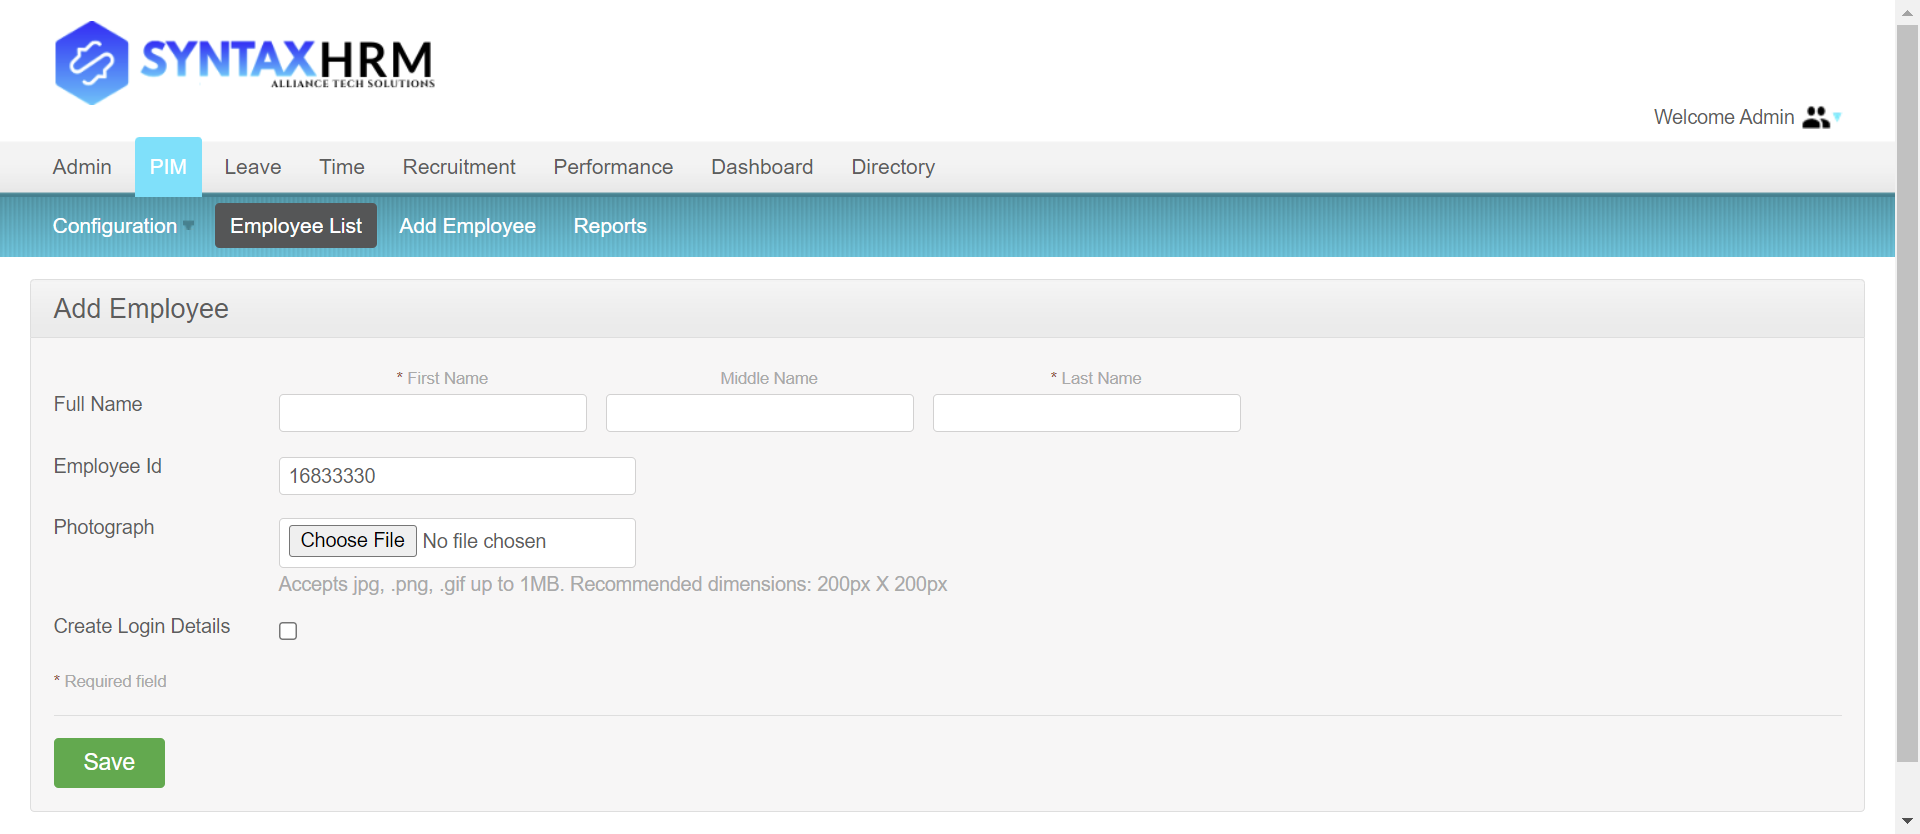 SYNTAXHRM
ALLIANCE TECH SOLUTIONS
Welcome Admin
Admin PIM Leave Time Recruitment Performance Dashboard Directory
Configuration Employee List Add Employee Reports
Add Employee
* First Name Middle Name * Last Name
Full Name
Employee Id 16833330
Photograph Choose File No file chosen
Accepts jpg, .png, .gif up to 1MB. Recommended dimensions: 200px X 200px
Create Login Details
* Required field
Save